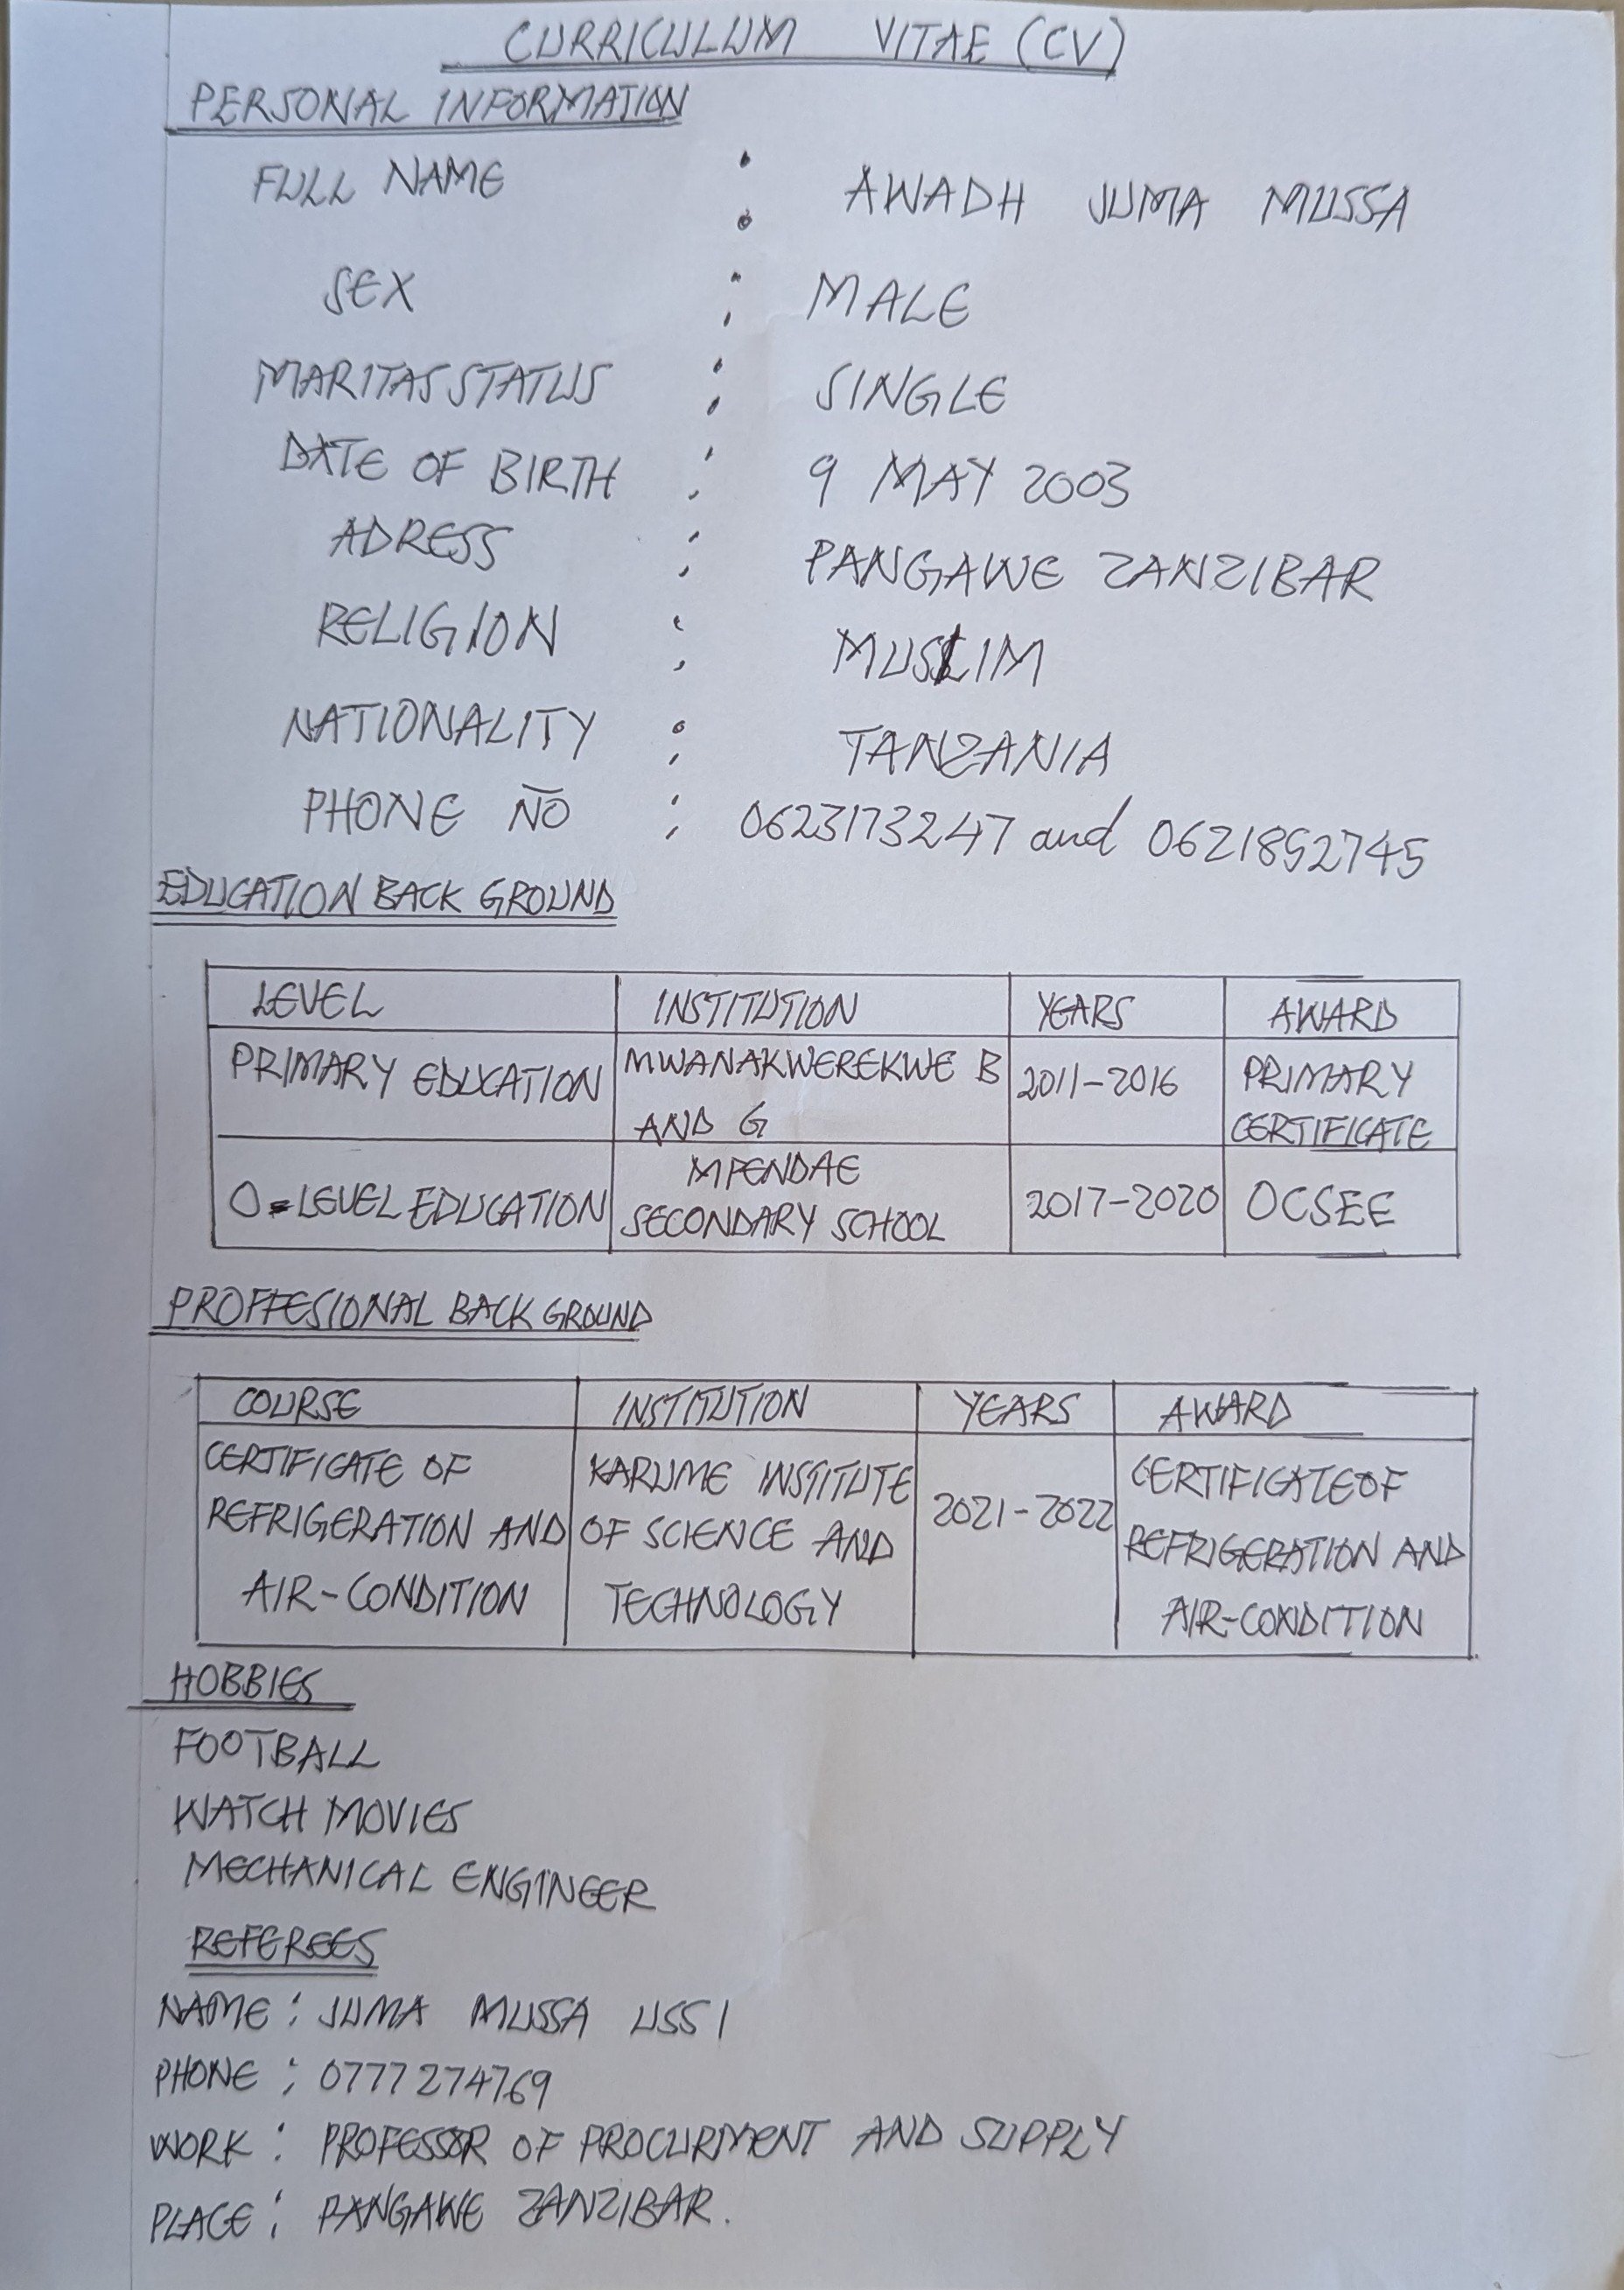 CURRICULUM VITAE (CV)
PERSONAL INFORMATION
FULL NAME : AWADH JUMA MUSSA
SEX : MALE
MARITAS STATUS : SINGLE
DATE OF BIRTH : 9 MAY 2003
ADRESS : PANGAWE ZANZIBAR
RELIGION : MUSLIM
NATIONALITY : TANZANIA
PHONE NO : 0623173247 and 0621892745
EDUCATION BACK GROUND
LEVEL INSTITUTION YEARS AWARD
PRIMARY EDUCATION MWANAKWEREKWE B 2011-2016 PRIMARY
AND G CERTIFICATE
MPENDAE
O-LEVEL EDUCATION SECONDARY SCHOOL 2017-2020 OCSEE
PROFFESIONAL BACK GROUND
COURSE INSTITUTION YEARS AWARD
CERTIFICATE OF KARUME INSTITUTE 2021-2022 CERTIFICATE OF
REFRIGERATION AND OF SCIENCE AND REFRIGERATION AND
AIR-CONDITION TECHNOLOGY AIR-CONDITION
HOBBIES
FOOTBALL
WATCH MOVIES
MECHANICAL ENGINEER
REFEREES
NAME : JUMA MUSSA USSI
PHONE : 0777274769
WORK : PROFESSOR OF PROCURMENT AND SUPPLY
PLACE : PANGAWE ZANZIBAR.